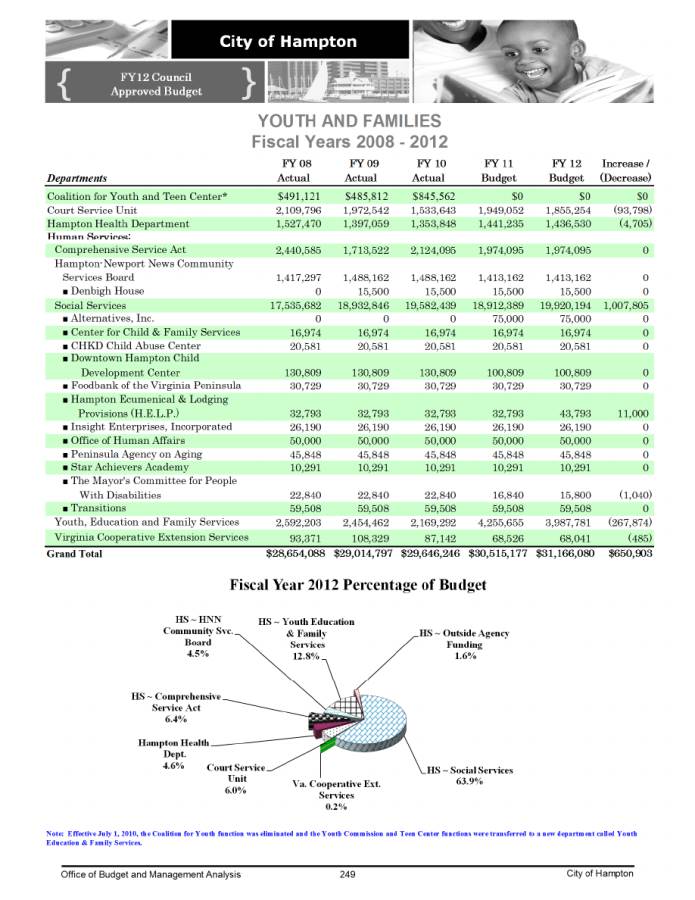 City of Hampton
{ FY12 Council }
Approved Budget
YOUTH AND FAMILIES
Fiscal Years 2008 - 2012
FY 08 FY 09 FY 10 FY 11 FY 12 Increase /
Departments Actual Actual Actual Budget Budget (Decrease)
Coalition for Youth and Teen Center* $491,121 $485,812 $845,562 $0 $0 $0
Court Service Unit 2,109,796 1,972,542 1,533,643 1,949,052 1,855,254 (93,798)
Hampton Health Department 1,527,470 1,397,059 1,353,848 1,441,235 1,436,530 (4,705)
Human Services:
Comprehensive Service Act 2,440,585 1,713,522 2,124,095 1,974,095 1,974,095 0
Hampton-Newport News Community
Services Board 1,417,297 1,488,162 1,488,162 1,413,162 1,413,162 0
■ Denbigh House 0 15,500 15,500 15,500 15,500 0
Social Services 17,535,682 18,932,846 19,582,439 18,912,389 19,920,194 1,007,805
■ Alternatives, Inc. 0 0 0 75,000 75,000 0
■ Center for Child & Family Services 16,974 16,974 16,974 16,974 16,974 0
■ CHKD Child Abuse Center 20,581 20,581 20,581 20,581 20,581 0
■ Downtown Hampton Child
Development Center 130,809 130,809 130,809 100,809 100,809 0
■ Foodbank of the Virginia Peninsula 30,729 30,729 30,729 30,729 30,729 0
■ Hampton Ecumenical & Lodging
Provisions (H.E.L.P.) 32,793 32,793 32,793 32,793 43,793 11,000
■ Insight Enterprises, Incorporated 26,190 26,190 26,190 26,190 26,190 0
■ Office of Human Affairs 50,000 50,000 50,000 50,000 50,000 0
■ Peninsula Agency on Aging 45,848 45,848 45,848 45,848 45,848 0
■ Star Achievers Academy 10,291 10,291 10,291 10,291 10,291 0
■ The Mayor's Committee for People
With Disabilities 22,840 22,840 22,840 16,840 15,800 (1,040)
■ Transitions 59,508 59,508 59,508 59,508 59,508 0
Youth, Education and Family Services 2,592,203 2,454,462 2,169,292 4,255,655 3,987,781 (267,874)
Virginia Cooperative Extension Services 93,371 108,329 87,142 68,526 68,041 (485)
Grand Total $28,654,088 $29,014,797 $29,646,246 $30,515,177 $31,166,080 $650,903
Fiscal Year 2012 Percentage of Budget
HS ~ HNN
Community Svc.
Board
4.5%
HS ~ Youth Education
& Family
Services
12.8%
HS ~ Outside Agency
Funding
1.6%
HS ~ Comprehensive
Service Act
6.4%
Hampton Health
Dept.
4.6%
Court Service
Unit
6.0%
Va. Cooperative Ext.
Services
0.2%
HS ~ Social Services
63.9%
Note: Effective July 1, 2010, the Coalition for Youth function was eliminated and the Youth Commission and Teen Center functions were transferred to a new department called Youth
Education & Family Services.
Office of Budget and Management Analysis 249 City of Hampton